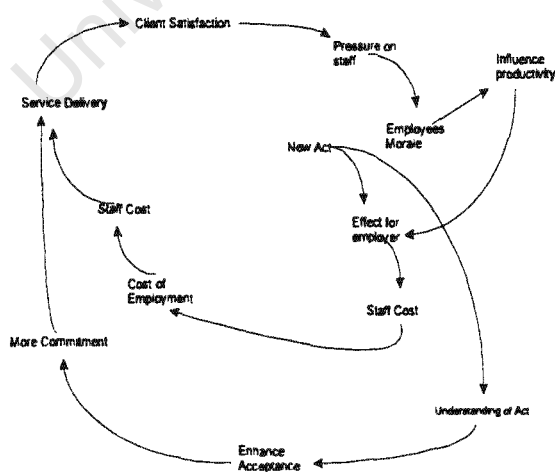 Univ
Client Satisfaction
Pressure on
staff
Influence
productivity
Service Delivery
Employees
Morale
New Act
Staff Cost
Effect for
employer
Cost of
Employment
Staff Cost
More Commitment
Understanding of Act
Enhance
Acceptance